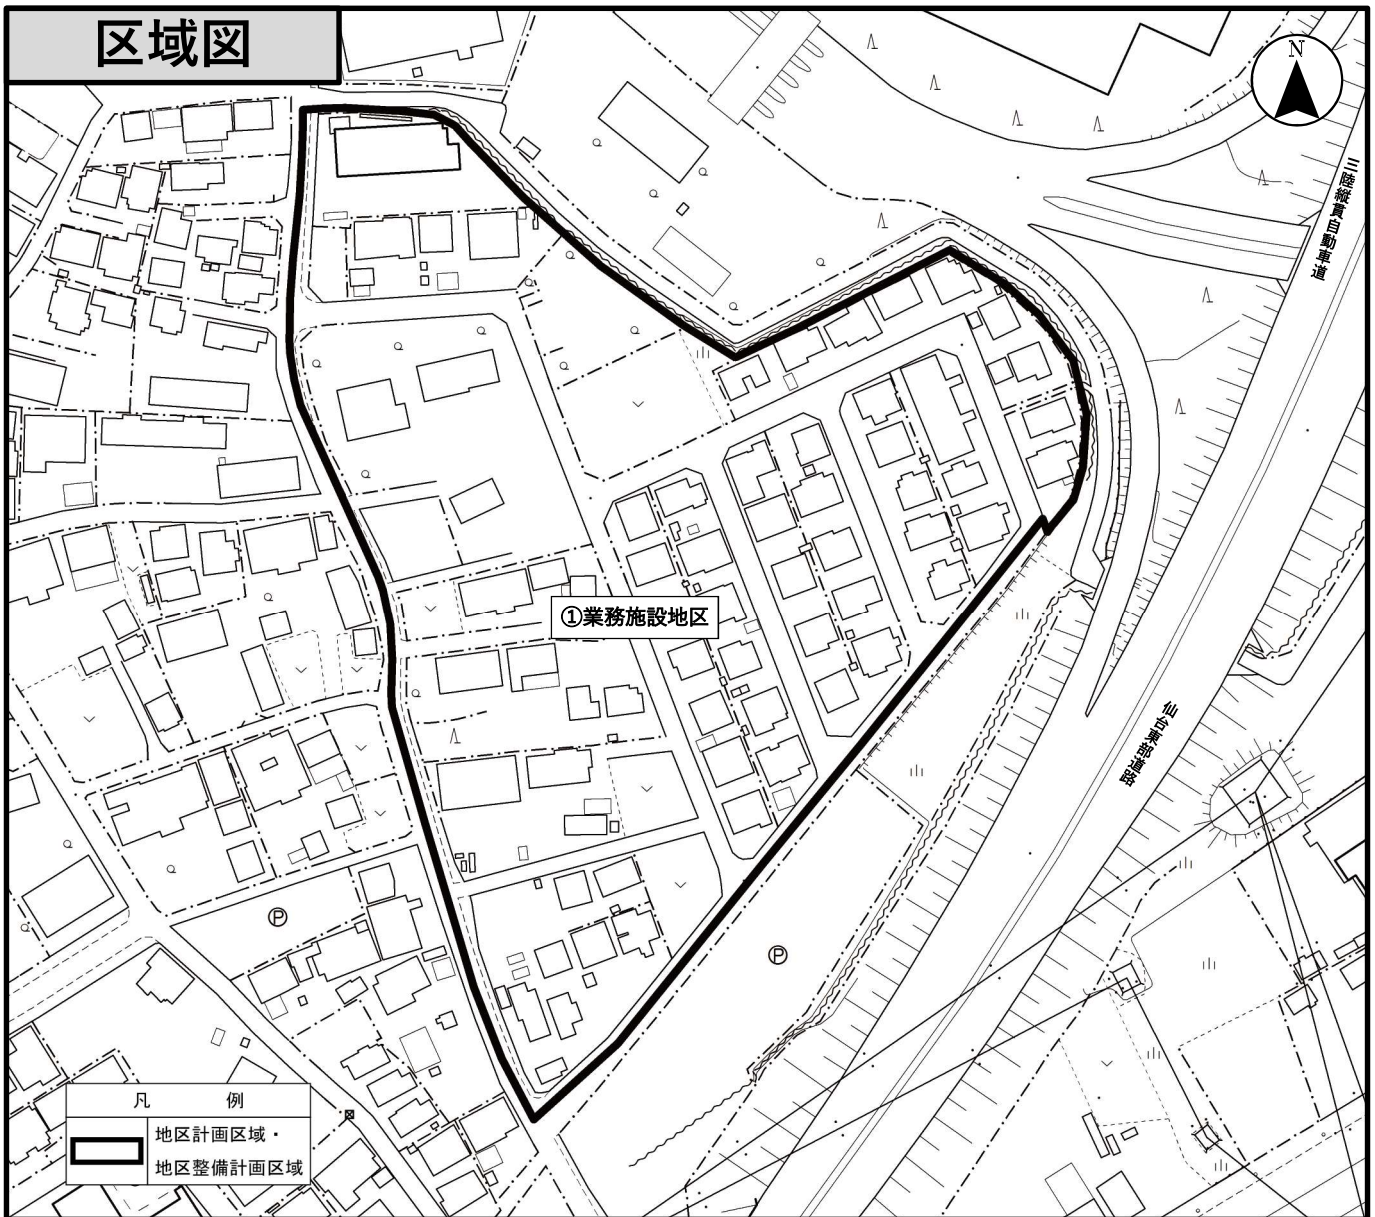 区域図
N
三陸縦貫自動車道
①業務施設地区
仙台東部道路
Ⓟ
Ⓟ
凡 例
地区計画区域・
地区整備計画区域